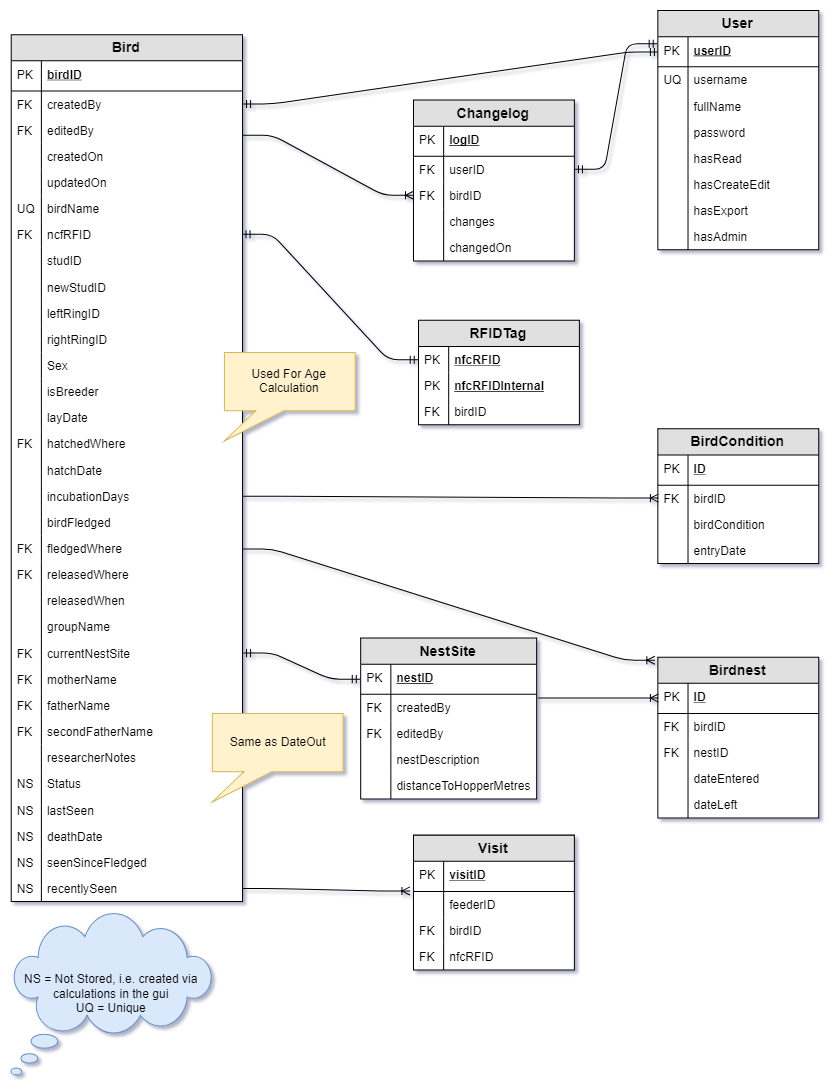 Bird
PK birdID
FK createdBy
FK editedBy
createdOn
updatedOn
UQ birdName
FK ncfRFID
studID
newStudID
leftRingID
rightRingID
Sex
isBreeder
layDate
FK hatchedWhere
hatchDate
incubationDays
birdFledged
FK fledgedWhere
FK releasedWhere
releasedWhen
groupName
FK currentNestSite
FK motherName
FK fatherName
FK secondFatherName
researcherNotes
NS Status
NS lastSeen
NS deathDate
NS seenSinceFledged
NS recentlySeen
Changelog
PK logID
FK userID
FK birdID
changes
changedOn
User
PK userID
UQ username
fullName
password
hasRead
hasCreateEdit
hasExport
hasAdmin
RFIDTag
PK nfcRFID
PK nfcRFIDInternal
FK birdID
Used For Age
Calculation
BirdCondition
PK ID
FK birdID
birdCondition
entryDate
NestSite
PK nestID
FK createdBy
FK editedBy
nestDescription
distanceToHopperMetres
Birdnest
PK ID
FK birdID
FK nestID
dateEntered
dateLeft
Same as DateOut
Visit
PK visitID
feederID
FK birdID
FK nfcRFID
NS = Not Stored, i.e. created via
calculations in the gui
UQ = Unique